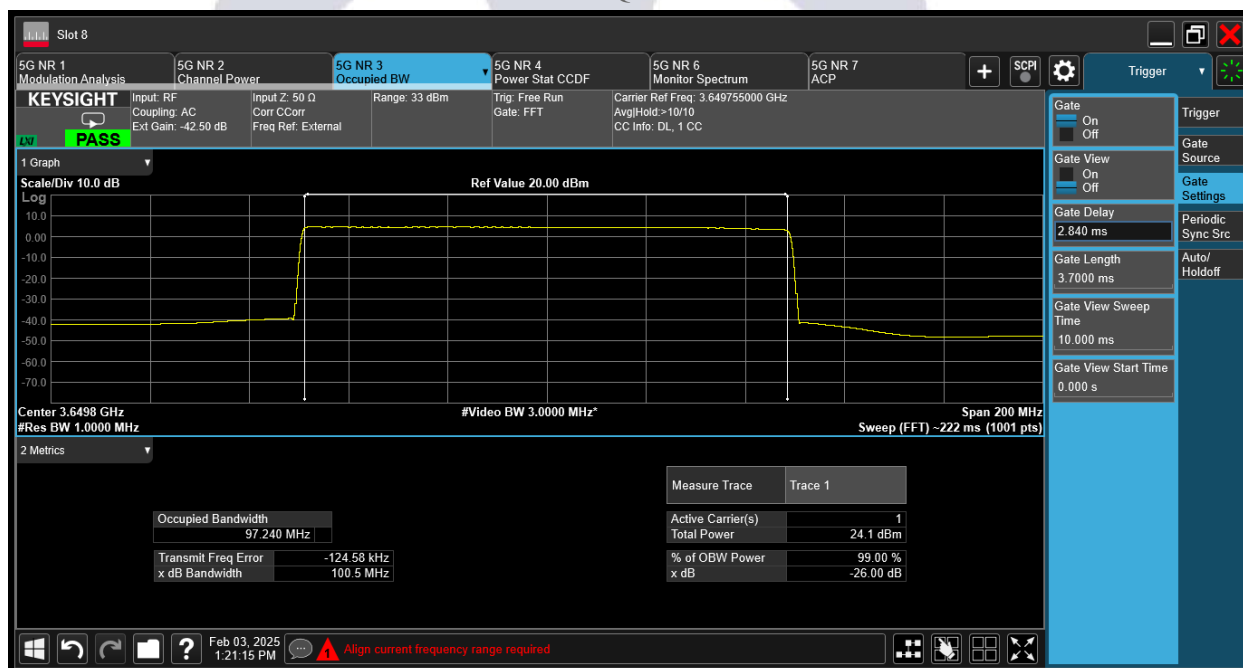 Slot 8
5G NR 1
Modulation Analysis
5G NR 2
Channel Power
5G NR 3
Occupied BW
5G NR 4
Power Stat CCDF
5G NR 6
Monitor Spectrum
5G NR 7
ACP
SCPI
Trigger
KEYSIGHT
LXI
PASS
Input: RF
Coupling: AC
Ext Gain: -42.50 dB
Input Z: 50 Ω
Corr CCorr
Freq Ref: External
Range: 33 dBm
Trig: Free Run
Gate: FFT
Carrier Ref Freq: 3.649755000 GHz
Avg|Hold:>10/10
CC Info: DL, 1 CC
1 Graph
Scale/Div 10.0 dB
Ref Value 20.00 dBm
Log
10.0
0.00
-10.0
-20.0
-30.0
-40.0
-50.0
-60.0
-70.0
Center 3.6498 GHz
#Video BW 3.0000 MHz*
Span 200 MHz
#Res BW 1.0000 MHz
Sweep (FFT) ~222 ms (1001 pts)
2 Metrics
Measure Trace Trace 1
Occupied Bandwidth
97.240 MHz
Transmit Freq Error -124.58 kHz
x dB Bandwidth 100.5 MHz
Active Carrier(s) 1
Total Power 24.1 dBm
% of OBW Power 99.00 %
x dB -26.00 dB
Gate
On
Off
Gate View
On
Off
Gate Delay
2.840 ms
Gate Length
3.7000 ms
Gate View Sweep
Time
10.000 ms
Gate View Start Time
0.000 s
Trigger
Gate
Source
Gate
Settings
Periodic
Sync Src
Auto/
Holdoff
?
Feb 03, 2025
1:21:15 PM
1
Align current frequency range required